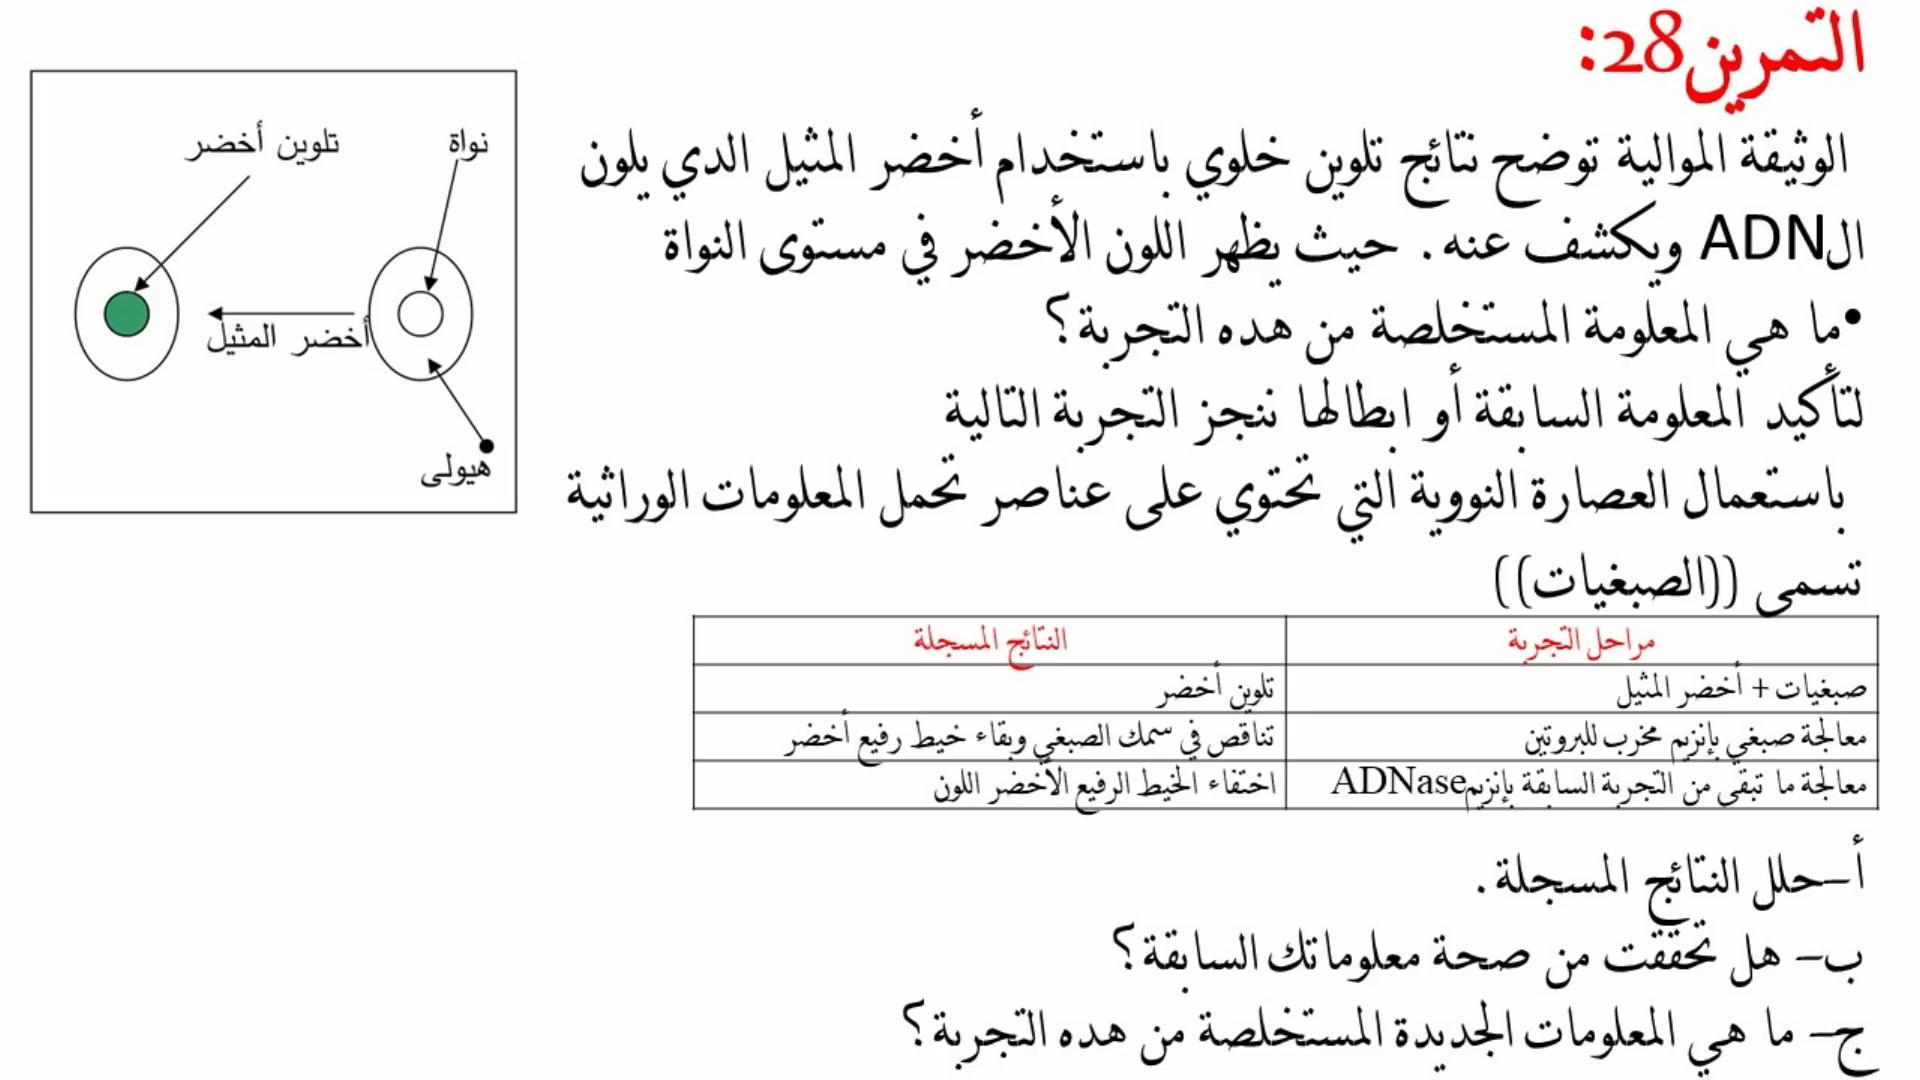 التمرين28:
الوثيقة الموالية توضح نتائج تلوين خلوي باستخدام أخضر المثيل الدي يلون
الADN ويكشف عنه. حيث يظهر اللون الأخضر في مستوى النواة
•ما هي المعلومة المستخلصة من هده التجربة؟
لتأكيد المعلومة السابقة أو ابطالها ننجز التجربة التالية
باستعمال العصارة النووية التي تحتوي على عناصر تحمل المعلومات الوراثية
تسمى ((الصبغيات))
نواة
تلوين أخضر
أخضر المثيل
هيولى
مراحل التجربة النتائج المسجلة
صبغيات + أخضر المثيل تلوين أخضر
معالجة صبغي بإنزيم مخرب للبروتين تناقص في سمك الصبغي وبقاء خيط رفيع أخضر
معالجة ما تبقى من التجربة السابقة بإنزيمADNase اختفاء الخيط الرفيع الأخضر اللون
أ–حلل النتائج المسجلة.
ب– هل تحققت من صحة معلوماتك السابقة؟
ج– ما هي المعلومات الجديدة المستخلصة من هده التجربة؟